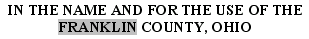 IN THE NAME AND FOR THE USE OF THE
FRANKLIN COUNTY, OHIO